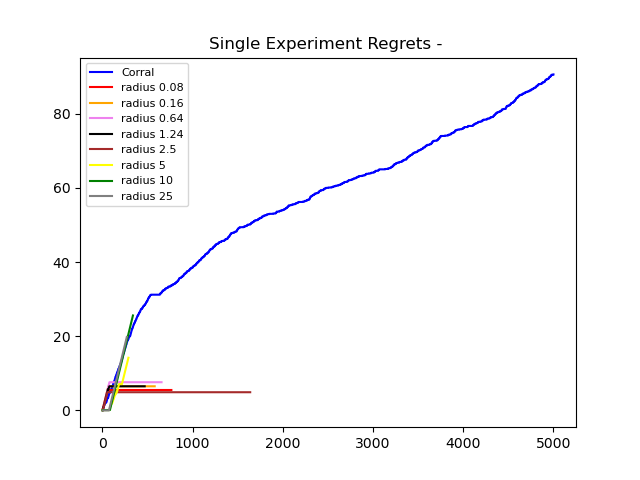 Single Experiment Regrets -
Corral
radius 0.08
radius 0.16
radius 0.64
radius 1.24
radius 2.5
radius 5
radius 10
radius 25
80
60
40
20
0
0 1000 2000 3000 4000 5000